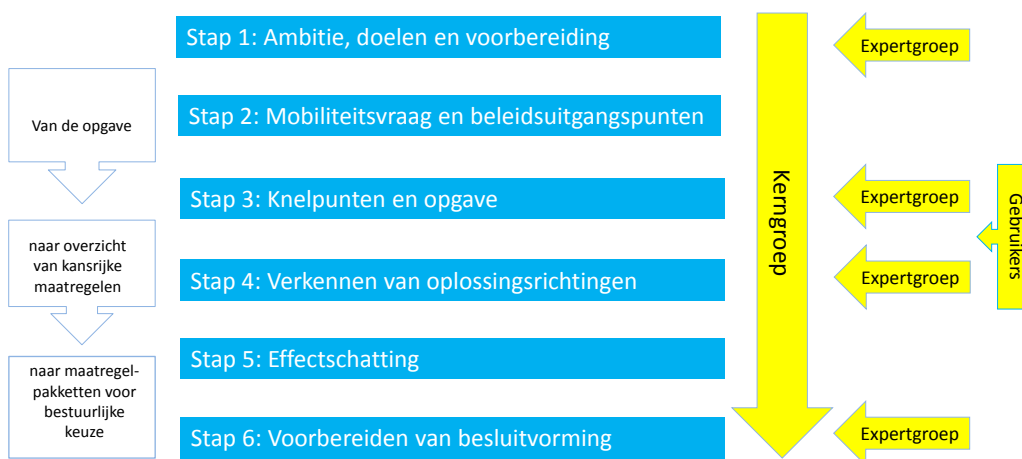 Stap 1: Ambitie, doelen en voorbereiding
Expertgroep
Van de opgave
Stap 2: Mobiliteitsvraag en beleidsuitgangspunten
Kerngroep
Stap 3: Knelpunten en opgave
Expertgroep
Gebruikers
naar overzicht
van kansrijke
maatregelen
Stap 4: Verkennen van oplossingsrichtingen
Expertgroep
Stap 5: Effectschatting
naar maatregel-
pakketten voor
bestuurlijke
keuze
Stap 6: Voorbereiden van besluitvorming
Expertgroep